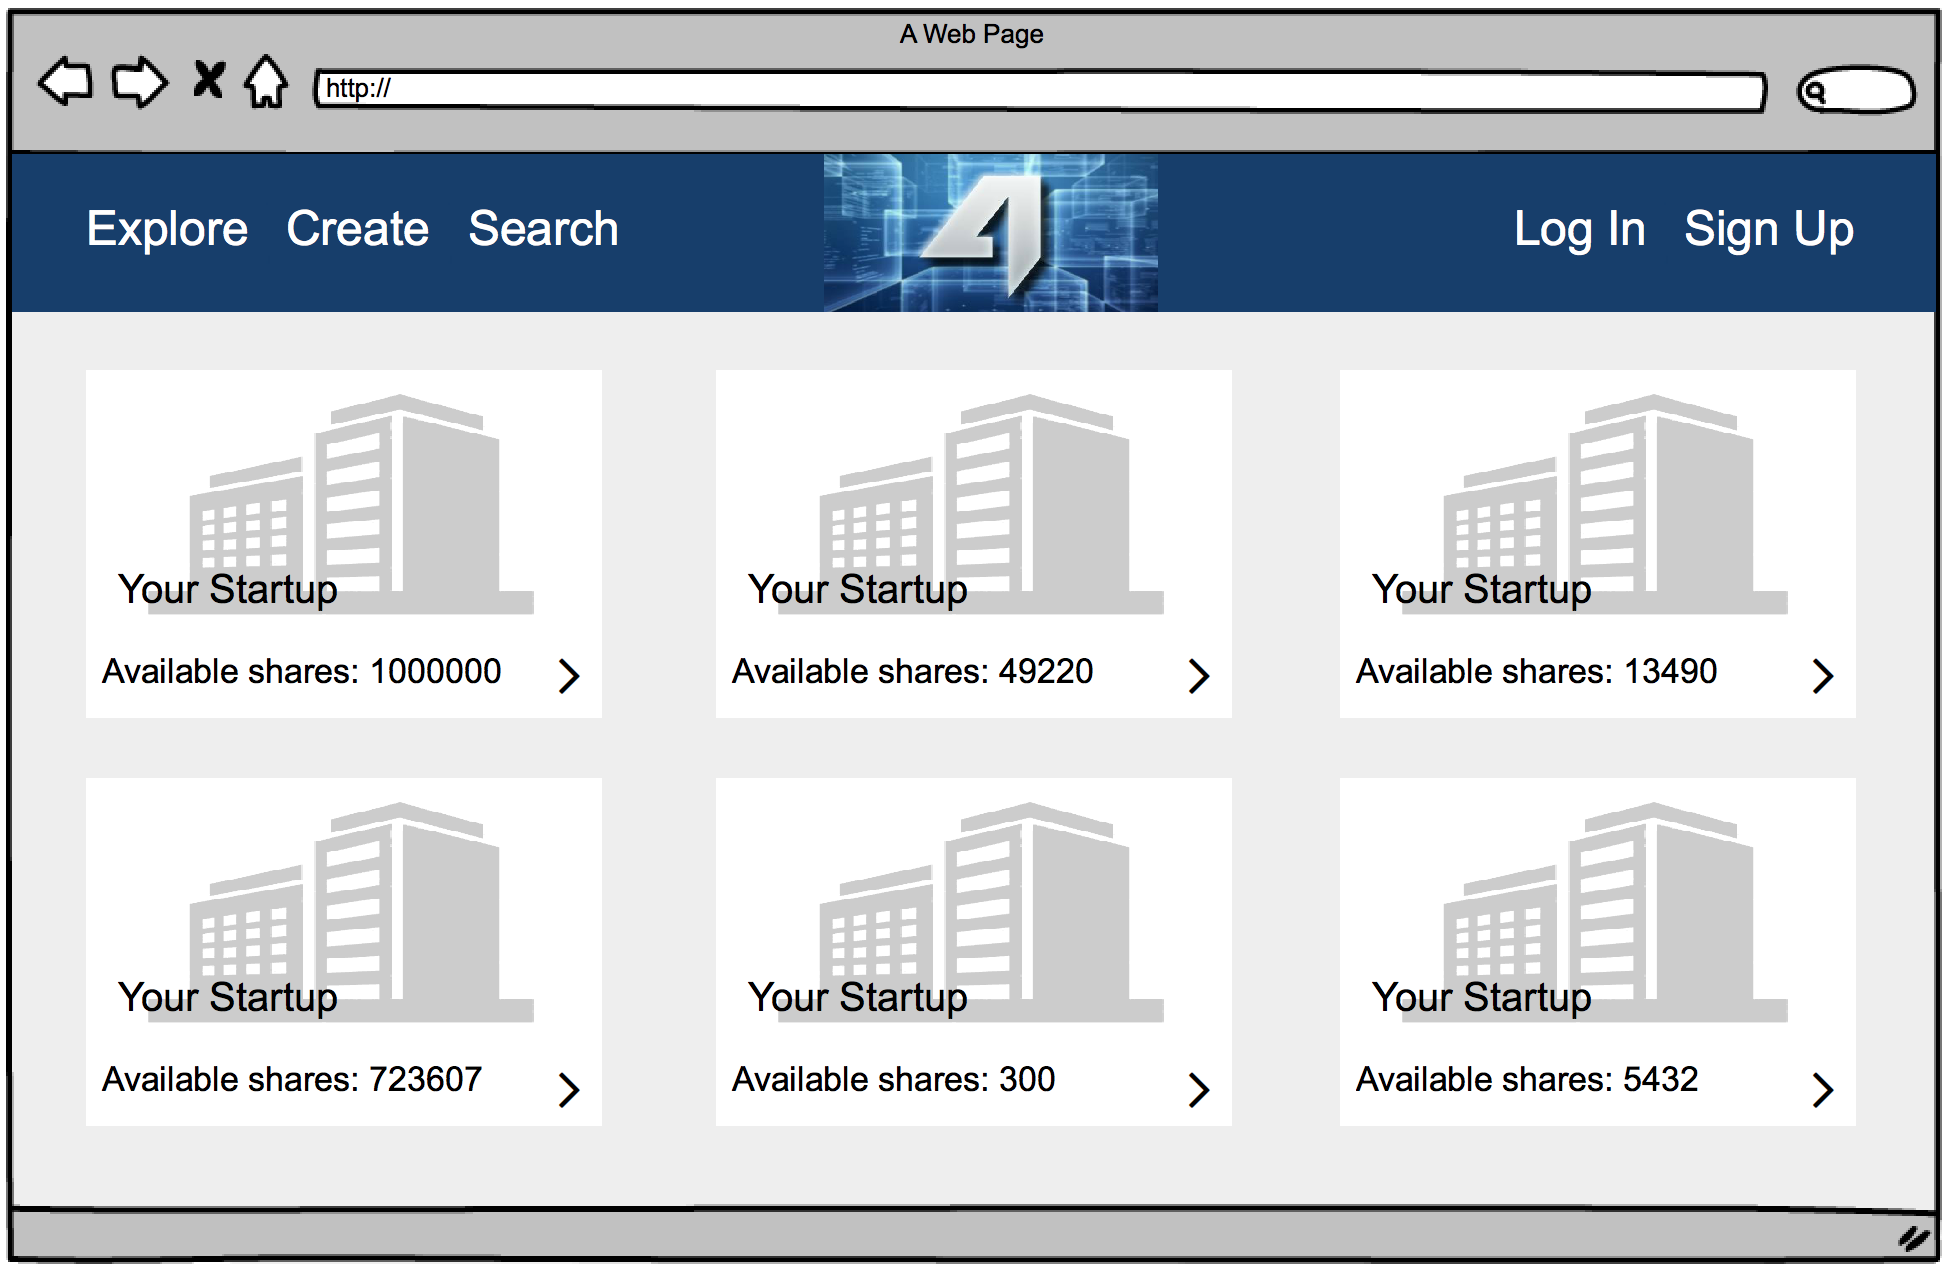 A Web Page
http://
Explore Create Search
Log In Sign Up
Your Startup
Available shares: 1000000
Your Startup
Available shares: 49220
Your Startup
Available shares: 13490
Your Startup
Available shares: 723607
Your Startup
Available shares: 300
Your Startup
Available shares: 5432